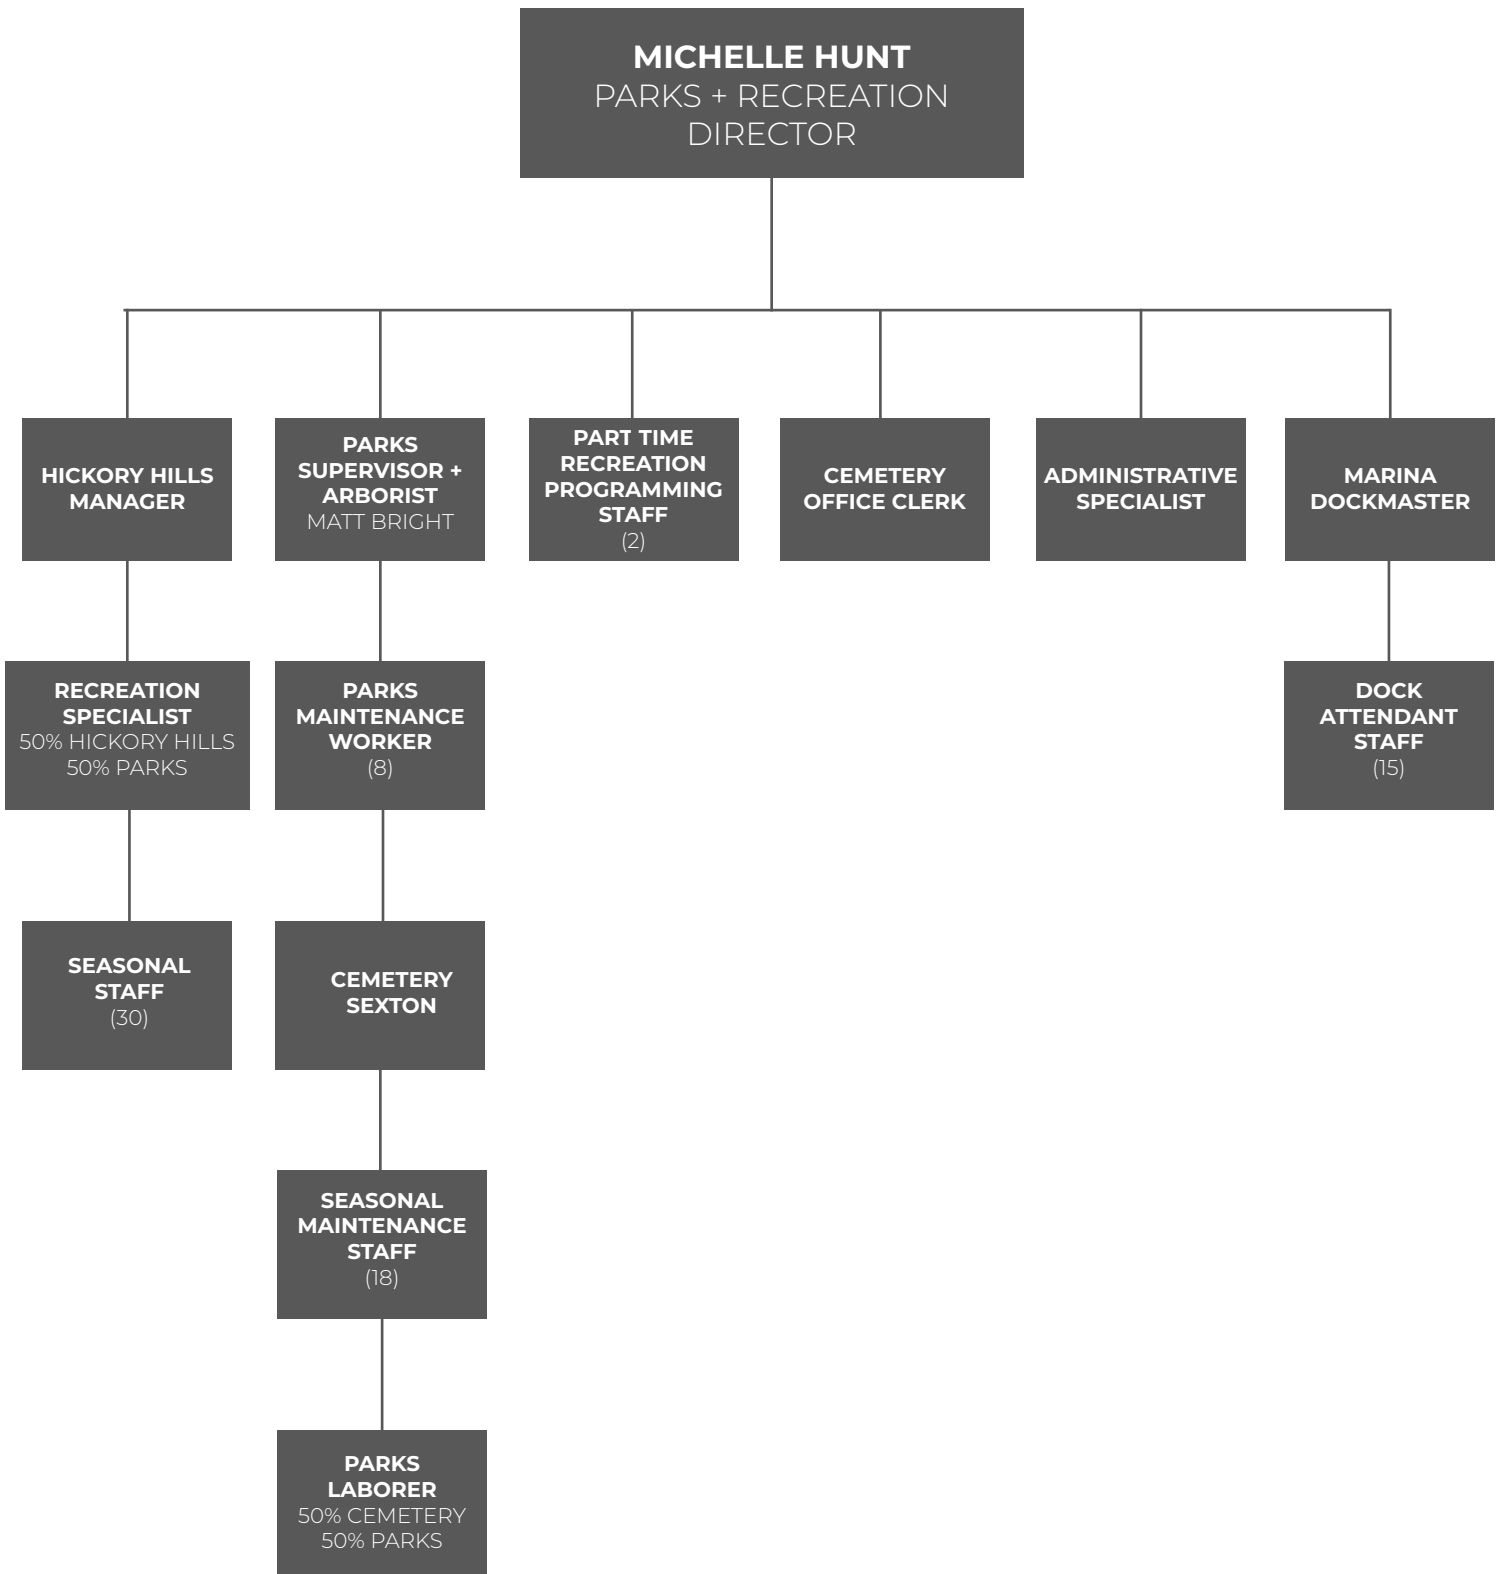 MICHELLE HUNT
PARKS + RECREATION
DIRECTOR
HICKORY HILLS
MANAGER
PARKS
SUPERVISOR +
ARBORIST
MATT BRIGHT
PART TIME
RECREATION
PROGRAMMING
STAFF
(2)
CEMETERY
OFFICE CLERK
ADMINISTRATIVE
SPECIALIST
MARINA
DOCKMASTER
RECREATION
SPECIALIST
50% HICKORY HILLS
50% PARKS
PARKS
MAINTENANCE
WORKER
(8)
DOCK
ATTENDANT
STAFF
(15)
SEASONAL
STAFF
(30)
CEMETERY
SEXTON
SEASONAL
MAINTENANCE
STAFF
(18)
PARKS
LABORER
50% CEMETERY
50% PARKS